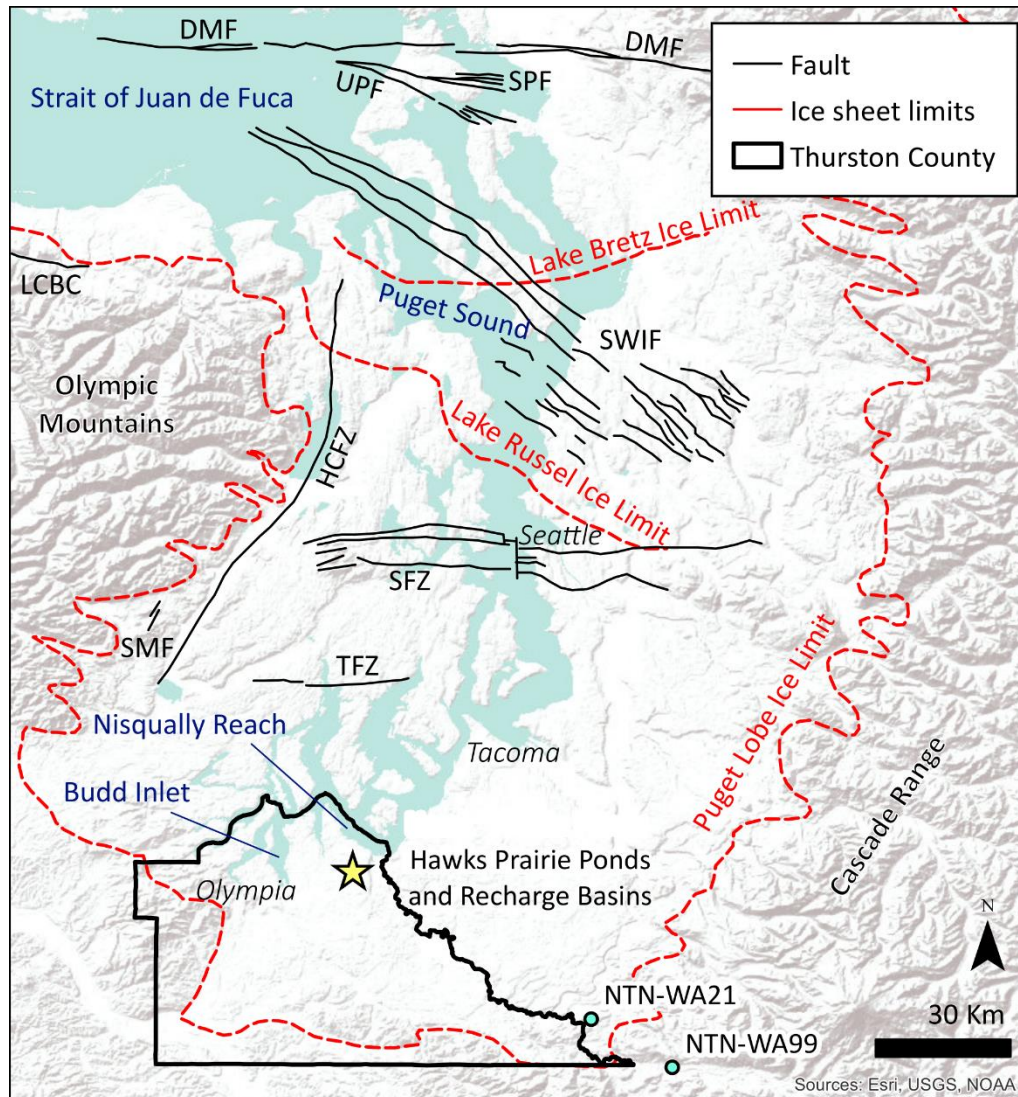 DMF
DMF
UPF
SPF
Strait of Juan de Fuca
Fault
Ice sheet limits
Thurston County
Lake Bretz Ice Limit
LCBC
Puget Sound
SWIF
Olympic
Mountains
HCFZ
Lake Russel Ice Limit
Seattle
SFZ
SMF
TFZ
Nisqually Reach
Tacoma
Budd Inlet
Puget Lobe Ice Limit
Cascade Range
Hawks Prairie Ponds
and Recharge Basins
Olympia
N
NTN-WA21
30 Km
NTN-WA99
Sources: Esri, USGS, NOAA